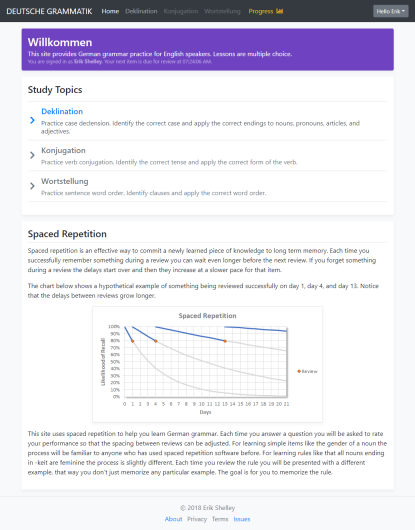 DEUTSCHE GRAMMATIK Home Deklination Konjugation Wortstellung Progress Hello Erik
Willkommen
This site provides German grammar practice for English speakers. Lessons are multiple choice.
You are signed in as Erik Shelley. Your next item is due for review at 07:24:06 AM.
Study Topics
Deklination
Practice case declension. Identify the correct case and apply the correct endings to nouns, pronouns, articles, and
adjectives.
Konjugation
Practice verb conjugation. Identify the correct tense and apply the correct form of the verb.
Wortstellung
Practice sentence word order. Identify clauses and apply the correct word order.
Spaced Repetition
Spaced repetition is an effective way to commit a newly learned piece of knowledge to long term memory. Each time you
successfully remember something during a review you can wait even longer before the next review. If you forget something
during a review the delays start over and then they increase at a slower pace for that item.
The chart below shows a hypothetical example of something being reviewed successfully on day 1, day 4, and day 13. Notice
that the delays between reviews grow longer.
Spaced Repetition
100%
90%
80%
70%
60%
50%
40%
30%
20%
10%
0%
Likelihood of Recall
Review
0 1 2 3 4 5 6 7 8 9 10 11 12 13 14 15 16 17 18 19 20 21
Days
This site uses spaced repetition to help you learn German grammar. Each time you answer a question you will be asked to rate
your performance so that the spacing between reviews can be adjusted. For learning simple items like the gender of a noun the
process will be familiar to anyone who has used spaced repetition software before. For learning rules like that all nouns ending
in -keit are feminine the process is slightly different. Each time you review the rule you will be presented with a different
example, that way you don't just memorize any particular example. The goal is for you to memorize the rule.
© 2018 Erik Shelley
About Privacy Terms Issues